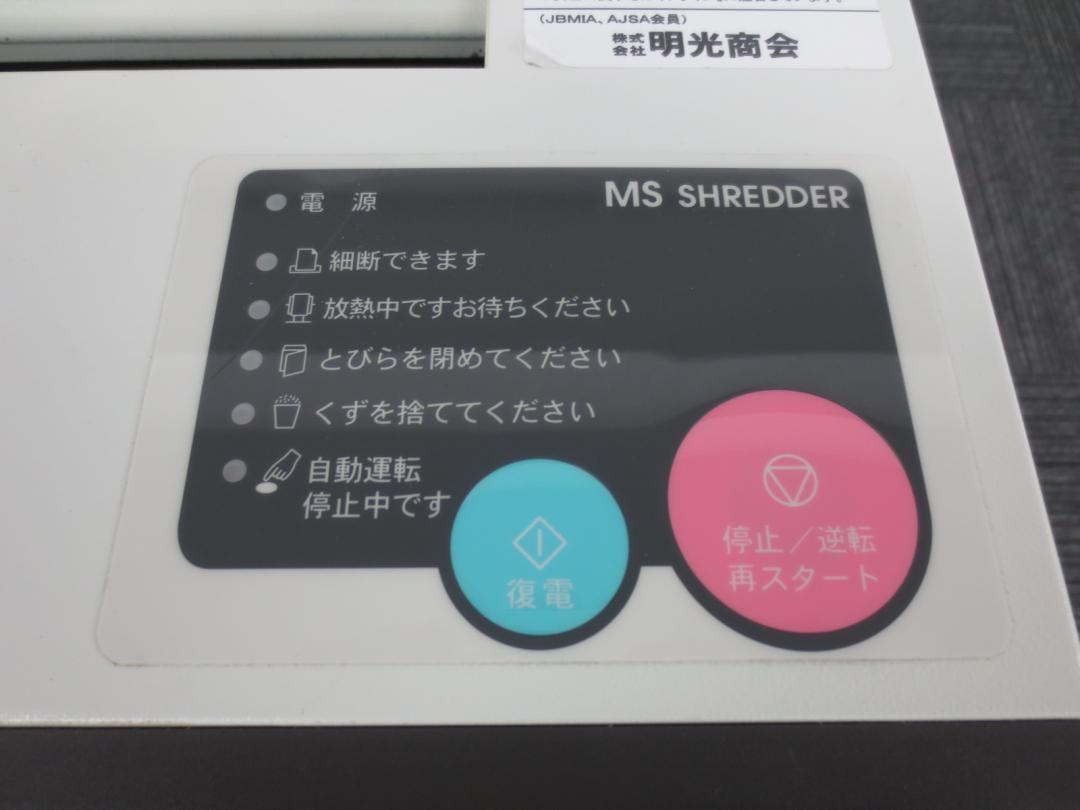 （JBMIA、AJSA会員）
株式会社 明光商会
MS SHREDDER
電 源
細断できます
放熱中ですお待ちください
とびらを閉めてください
くずを捨ててください
自動運転
停止中です
復電
停止／逆転
再スタート